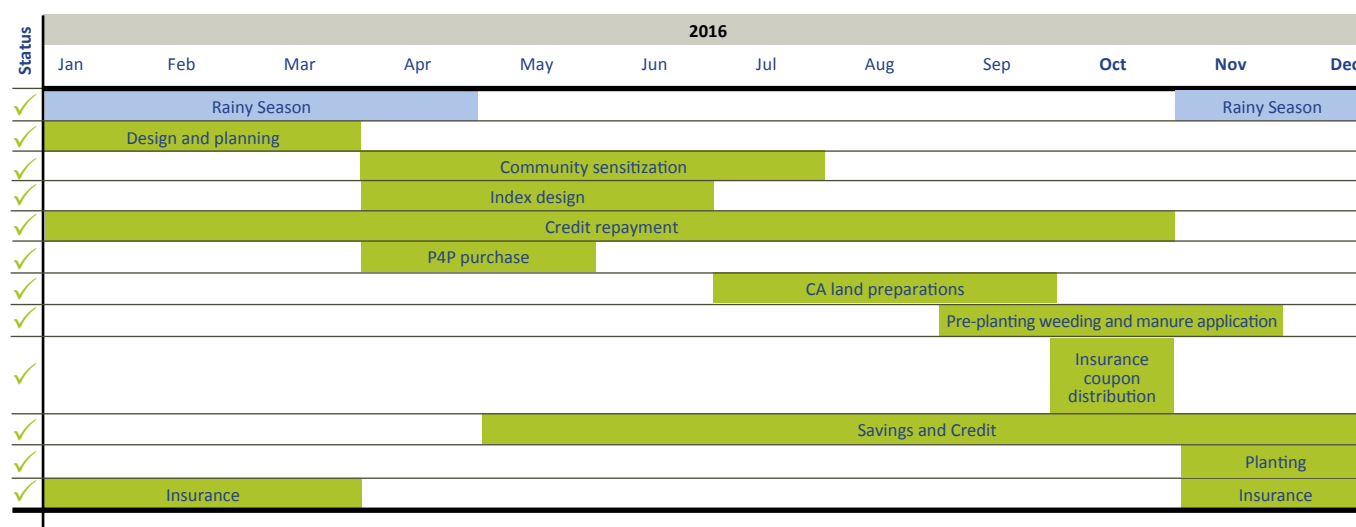 Status
2016
Jan Feb Mar Apr May Jun Jul Aug Sep Oct Nov Dec
Rainy Season Rainy Season
Design and planning
Community sensitization
Index design
Credit repayment
P4P purchase
CA land preparations
Pre-planting weeding and manure application
Insurance
coupon
distribution
Savings and Credit
Planting
Insurance Insurance